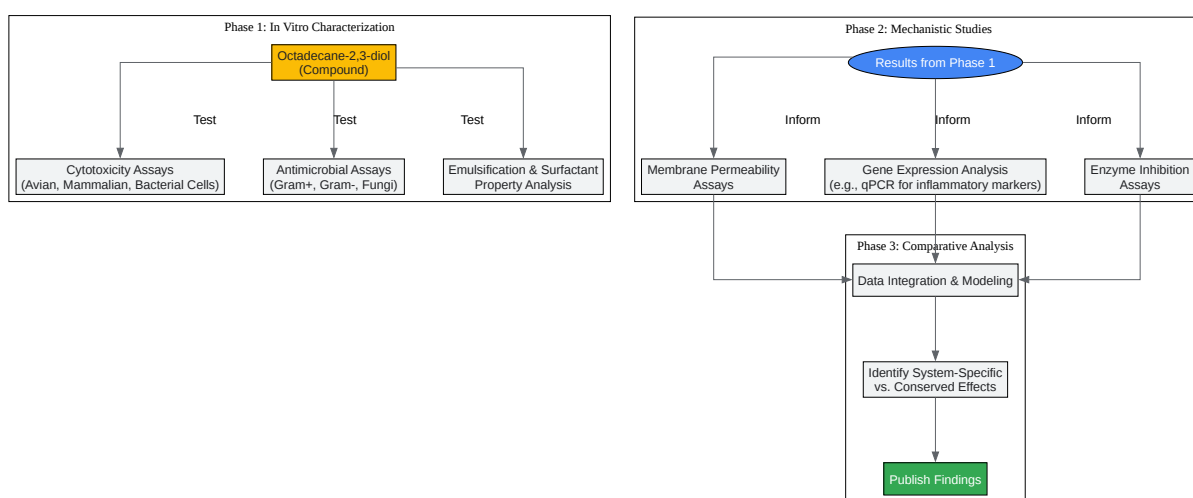 Phase 1: In Vitro Characterization
Octadecane-2,3-diol
(Compound)
Test
Test
Test
Cytotoxicity Assays
(Avian, Mammalian, Bacterial Cells)
Antimicrobial Assays
(Gram+, Gram-, Fungi)
Emulsification & Surfactant
Property Analysis
Phase 2: Mechanistic Studies
Results from Phase 1
Inform
Inform
Inform
Membrane Permeability
Assays
Gene Expression Analysis
(e.g., qPCR for inflammatory markers)
Enzyme Inhibition
Assays
Phase 3: Comparative Analysis
Data Integration & Modeling
Identify System-Specific
vs. Conserved Effects
Publish Findings